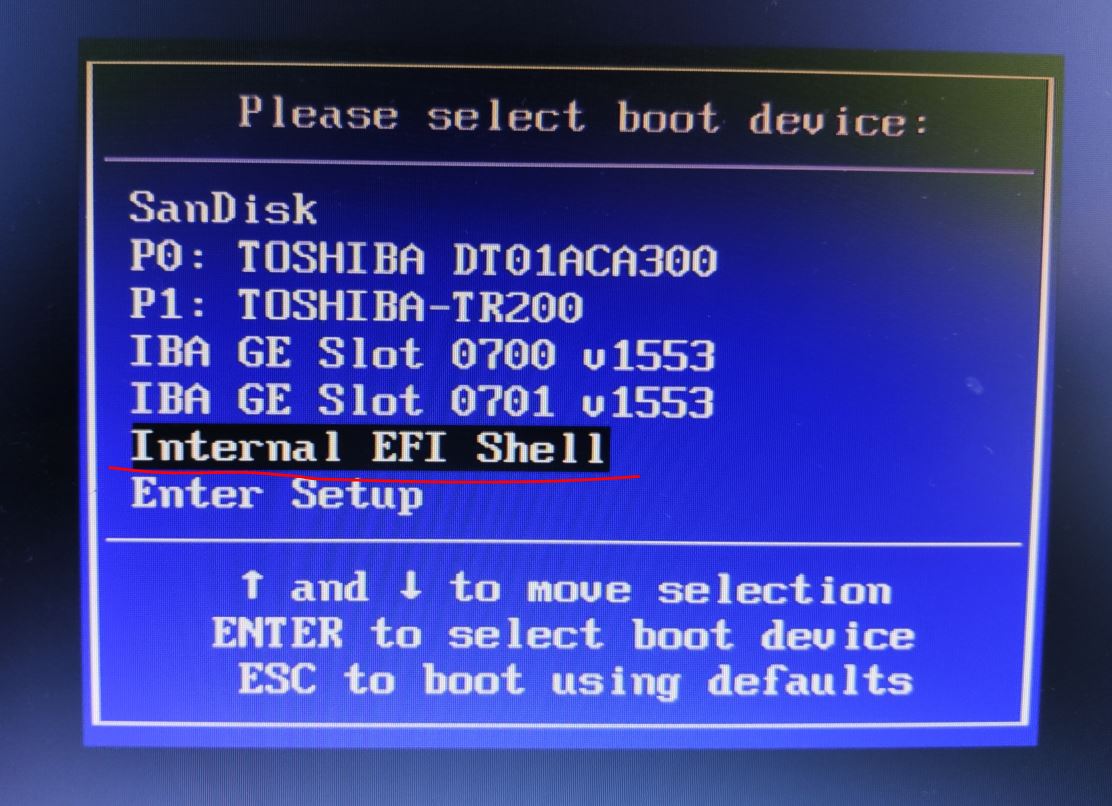 Please select boot device:
SanDisk
P0: TOSHIBA DT01ACA300
P1: TOSHIBA-TR200
IBA GE Slot 0700 v1553
IBA GE Slot 0701 v1553
Internal EFI Shell
Enter Setup
↑ and ↓ to move selection
ENTER to select boot device
ESC to boot using defaults